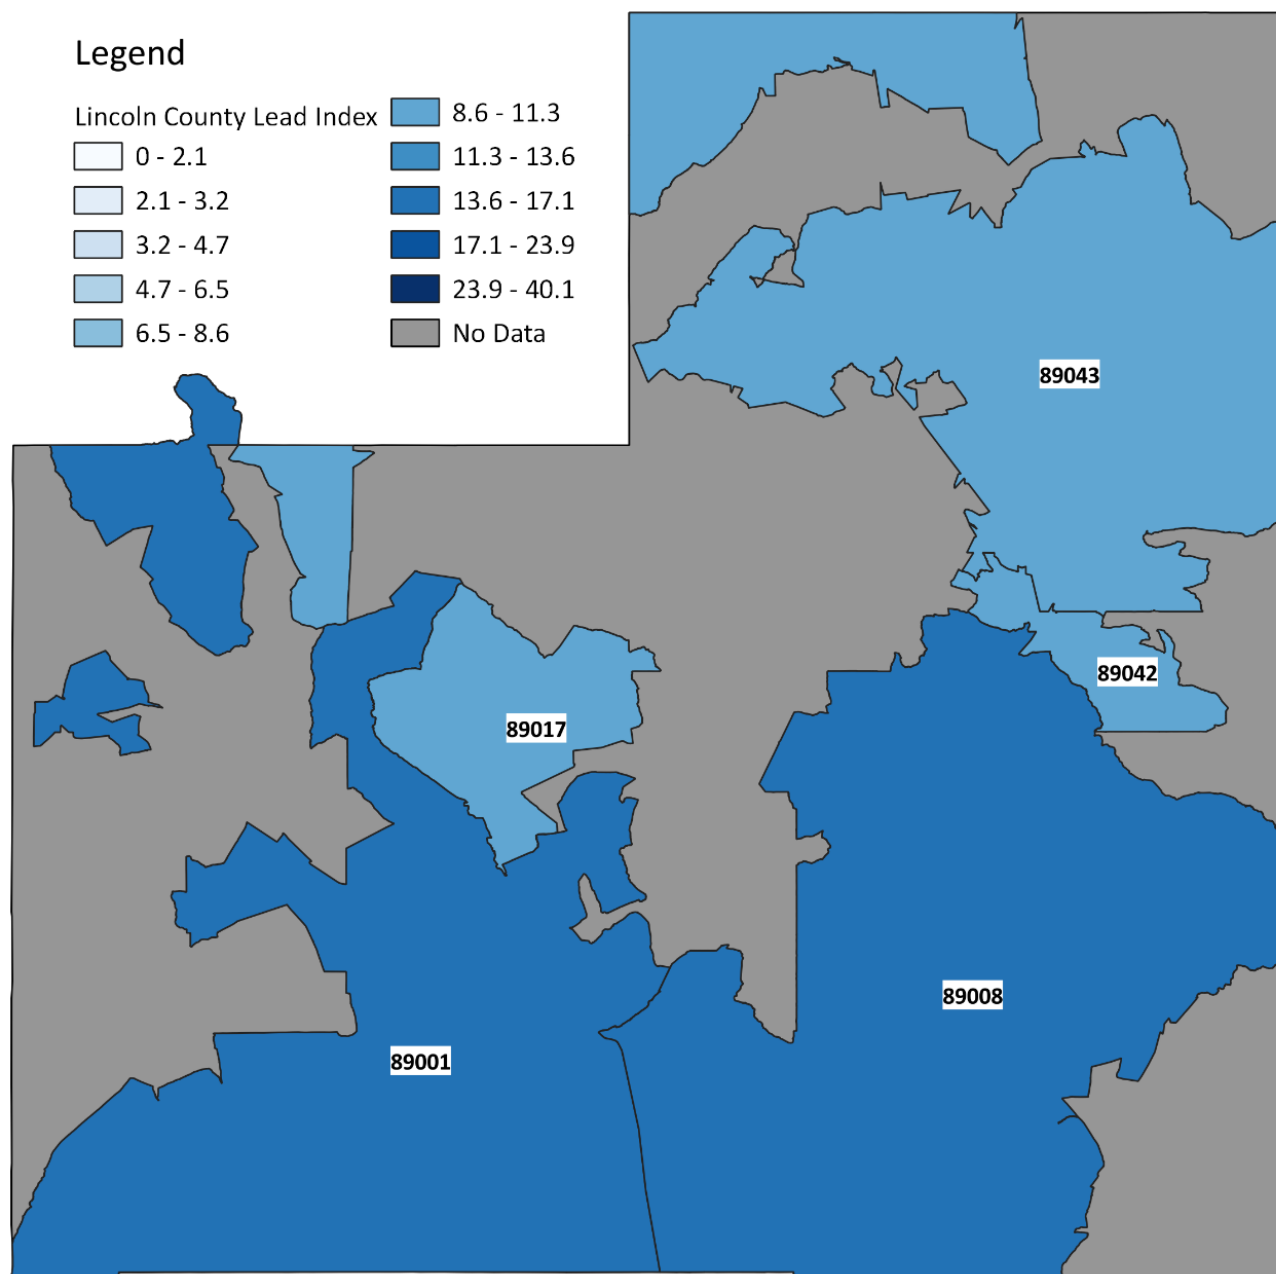 Legend
Lincoln County Lead Index
0 - 2.1
2.1 - 3.2
3.2 - 4.7
4.7 - 6.5
6.5 - 8.6
8.6 - 11.3
11.3 - 13.6
13.6 - 17.1
17.1 - 23.9
23.9 - 40.1
No Data
89043
89042
89017
89008
89001